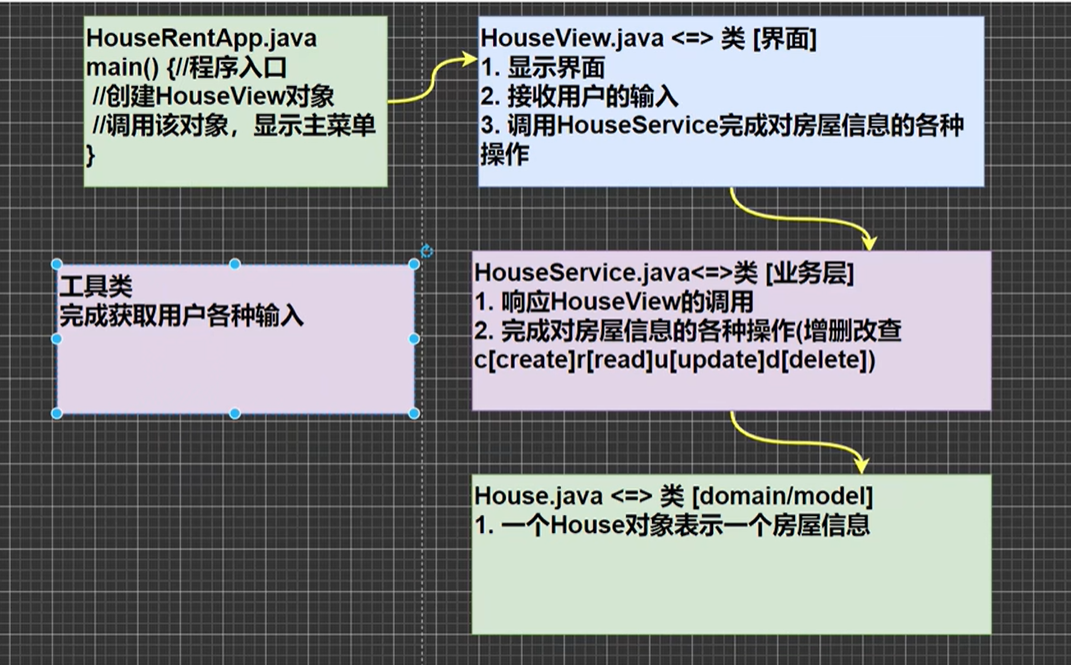 HouseRentApp.java
main() {//程序入口
//创建HouseView对象
//调用该对象，显示主菜单
}
HouseView.java <=> 类 [界面]
1. 显示界面
2. 接收用户的输入
3. 调用HouseService完成对房屋信息的各种
操作
工具类
完成获取用户各种输入
HouseService.java<=>类 [业务层]
1. 响应HouseView的调用
2. 完成对房屋信息的各种操作(增删改查
c[create]r[read]u[update]d[delete])
House.java <=> 类 [domain/model]
1. 一个House对象表示一个房屋信息